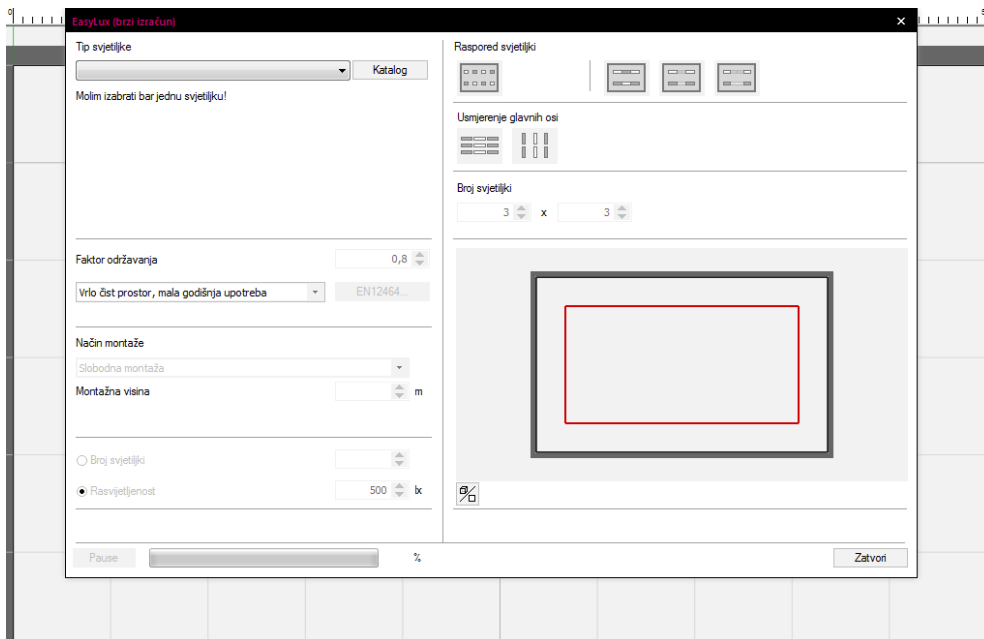 0
5
EasyLux (brzi izračun)
Tip svjetiljke
Katalog
Molim izabrati bar jednu svjetiljku!
Faktor održavanja
0,8
Vrlo čist prostor, mala godišnja upotreba
EN12464...
Način montaže
Slobodna montaža
Montažna visina
m
Broj svjetiljki
Rasvijetljenost
500
lx
Raspored svjetiljki
Usmjerenje glavnih osi
Broj svjetiljki
3 x 3
Pause
%
Zatvori